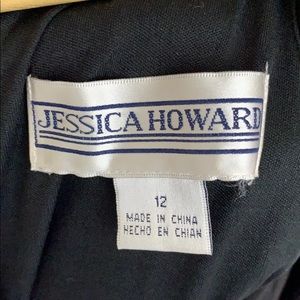 JESSICA HOWARD
12
MADE IN CHINA
HECHO EN CHIAN